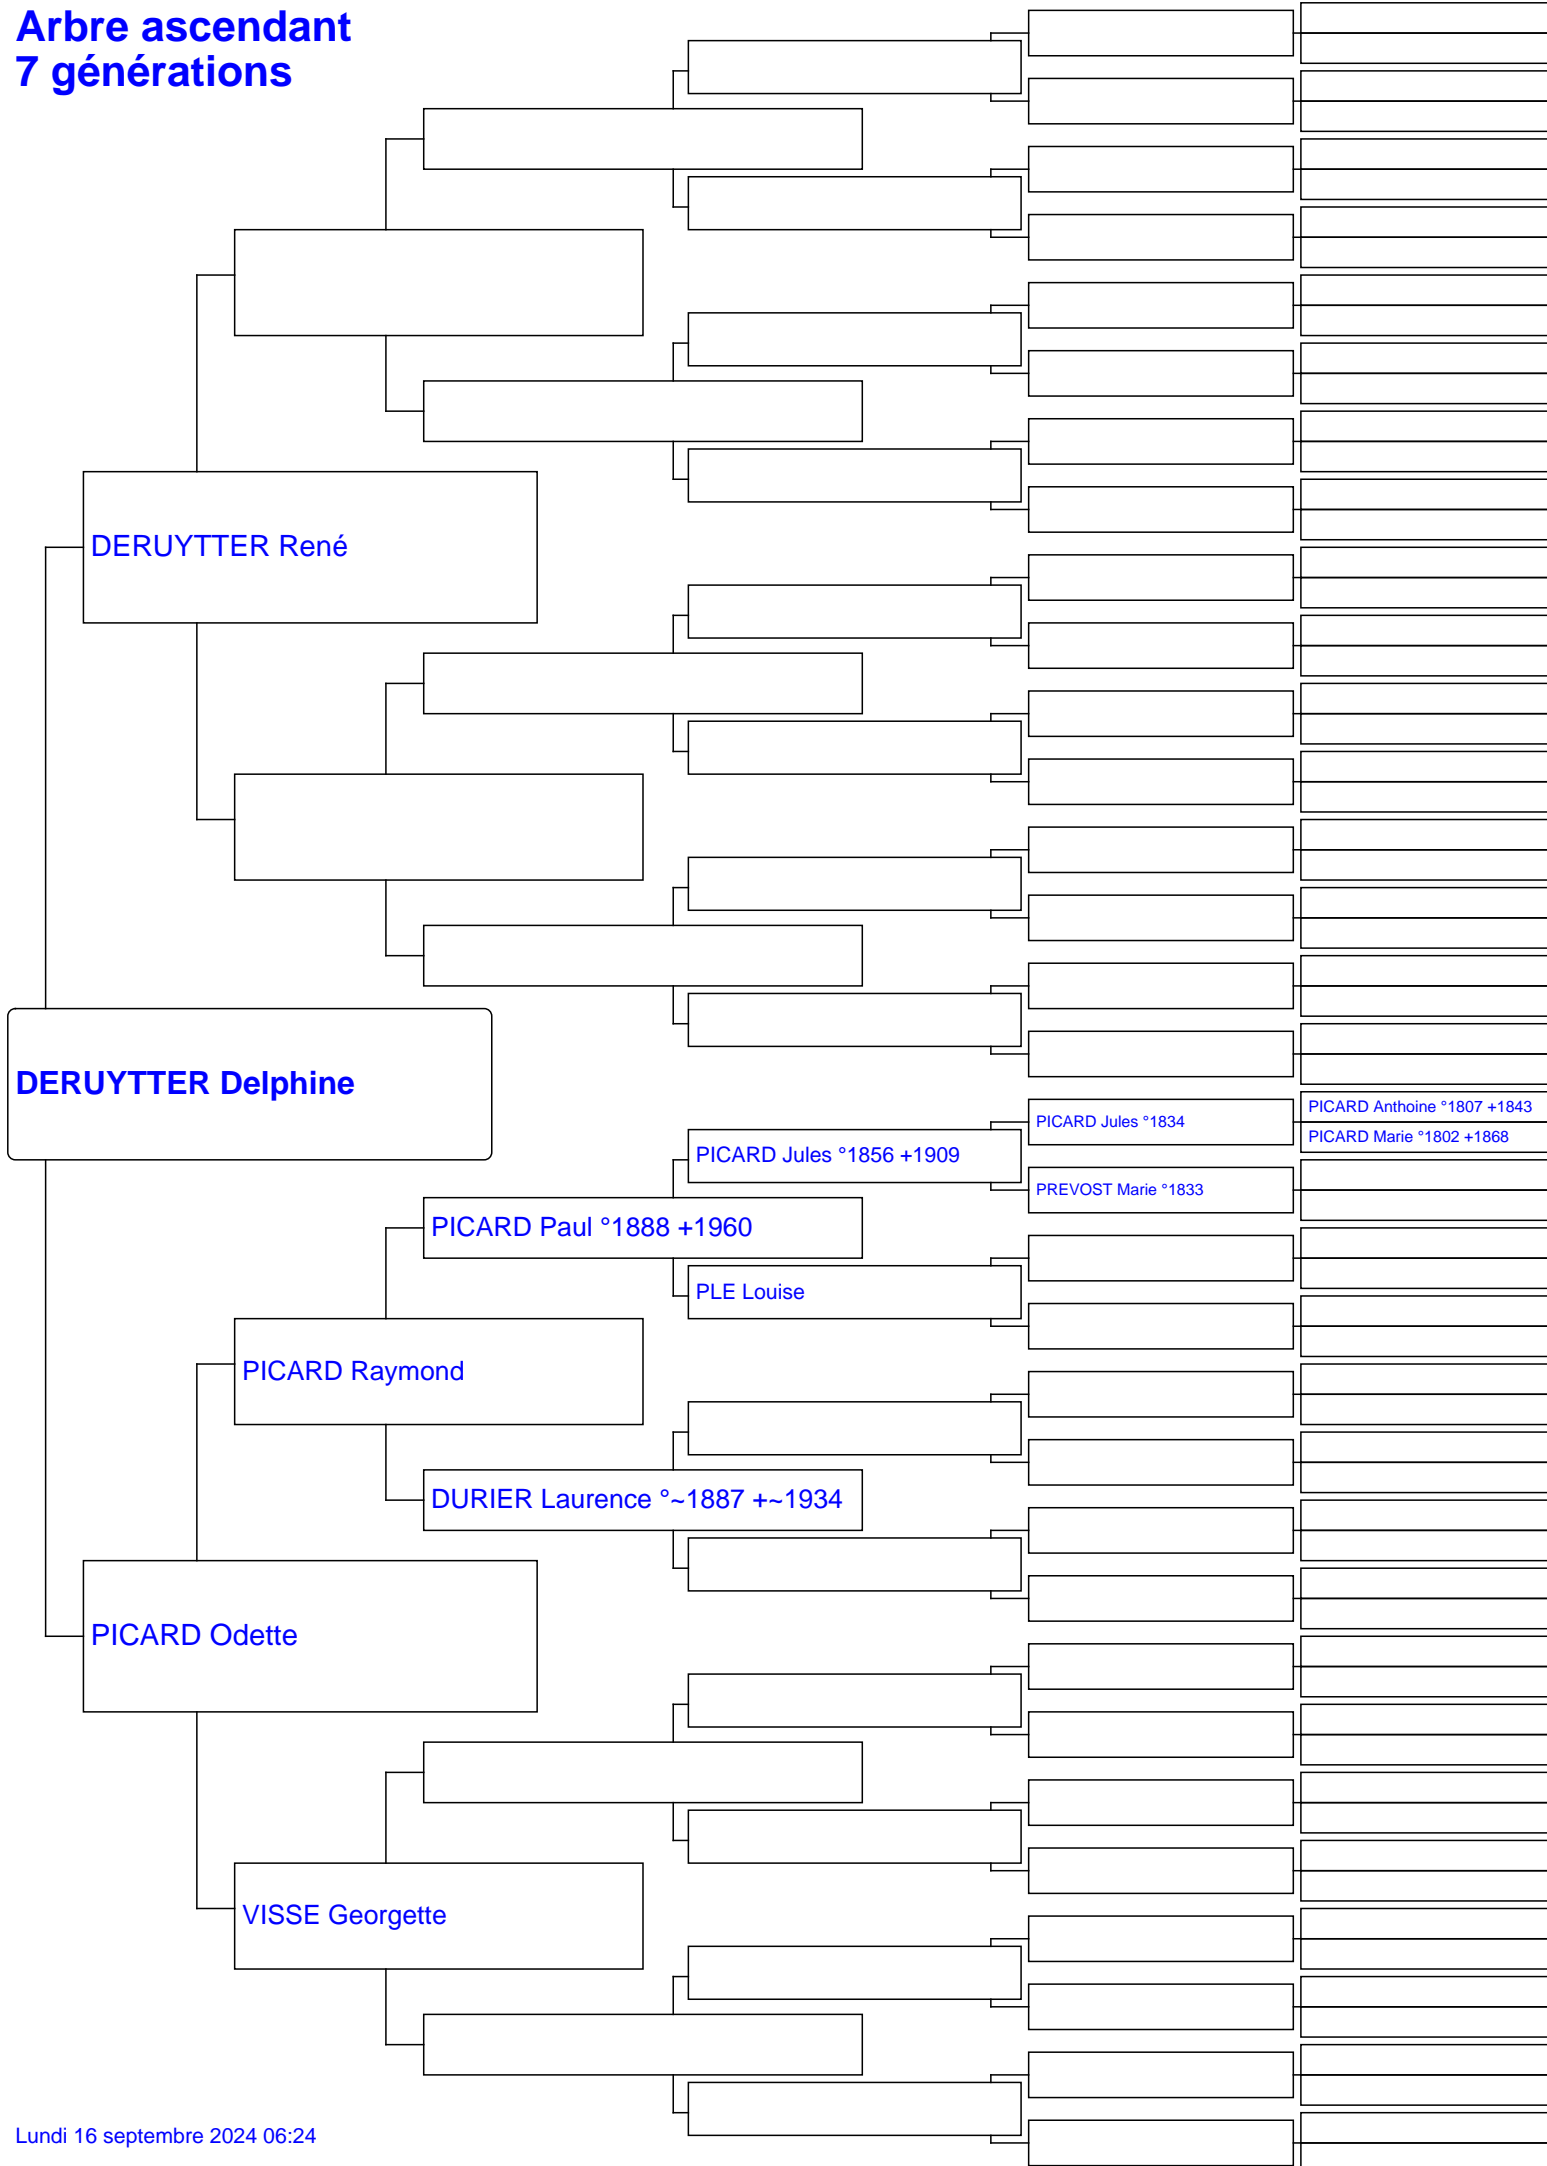 Arbre ascendant
7 générations
DERUYTTER René
DERUYTTER Delphine
PICARD Anthoine °1807 +1843
PICARD Jules °1834
PICARD Marie °1802 +1868
PICARD Jules °1856 +1909
PREVOST Marie °1833
PICARD Paul °1888 +1960
PLE Louise
PICARD Raymond
DURIER Laurence °~1887 +~1934
PICARD Odette
VISSE Georgette
Lundi 16 septembre 2024 06:24